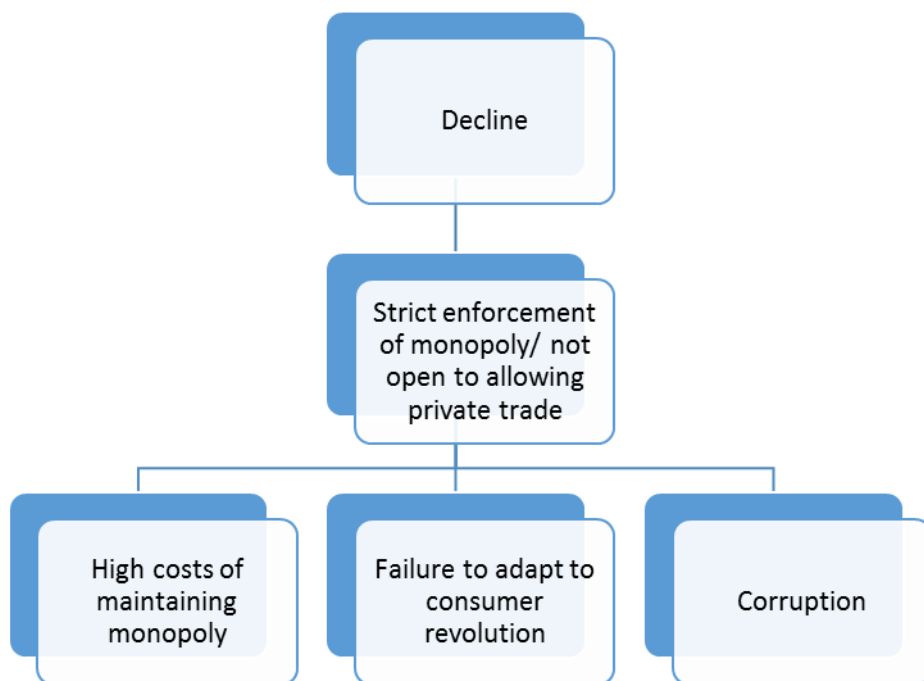 Decline
Strict enforcement
of monopoly/ not
open to allowing
private trade
High costs of
maintaining
monopoly
Failure to adapt to
consumer
revolution
Corruption